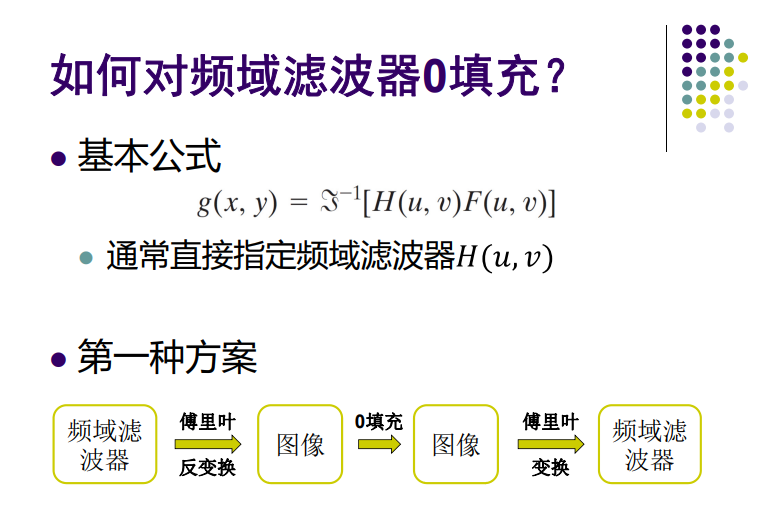 如何对频域滤波器0填充？
基本公式
g(x, y) = ℑ⁻¹[H(u, v)F(u, v)]
通常直接指定频域滤波器H(u,v)
第一种方案
频域滤
波器
傅里叶
反变换
图像
0填充
图像
傅里叶
变换
频域滤
波器